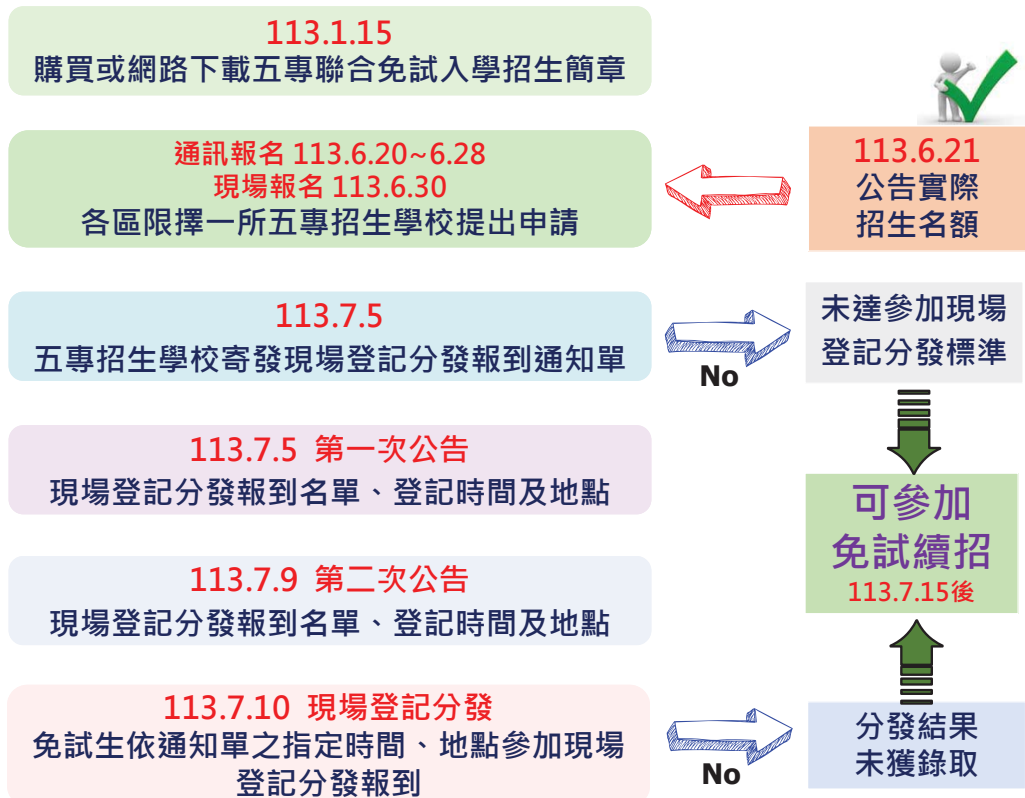 113.1.15
購買或網路下載五專聯合免試入學招生簡章
通訊報名 113.6.20~6.28
現場報名 113.6.30
各區限擇一所五專招生學校提出申請
113.6.21
公告實際
招生名額
113.7.5
五專招生學校寄發現場登記分發報到通知單
No
未達參加現場
登記分發標準
113.7.5 第一次公告
現場登記分發報到名單、登記時間及地點
可參加
免試續招
113.7.15後
113.7.9 第二次公告
現場登記分發報到名單、登記時間及地點
113.7.10 現場登記分發
免試生依通知單之指定時間、地點參加現場
登記分發報到
No
分發結果
未獲錄取